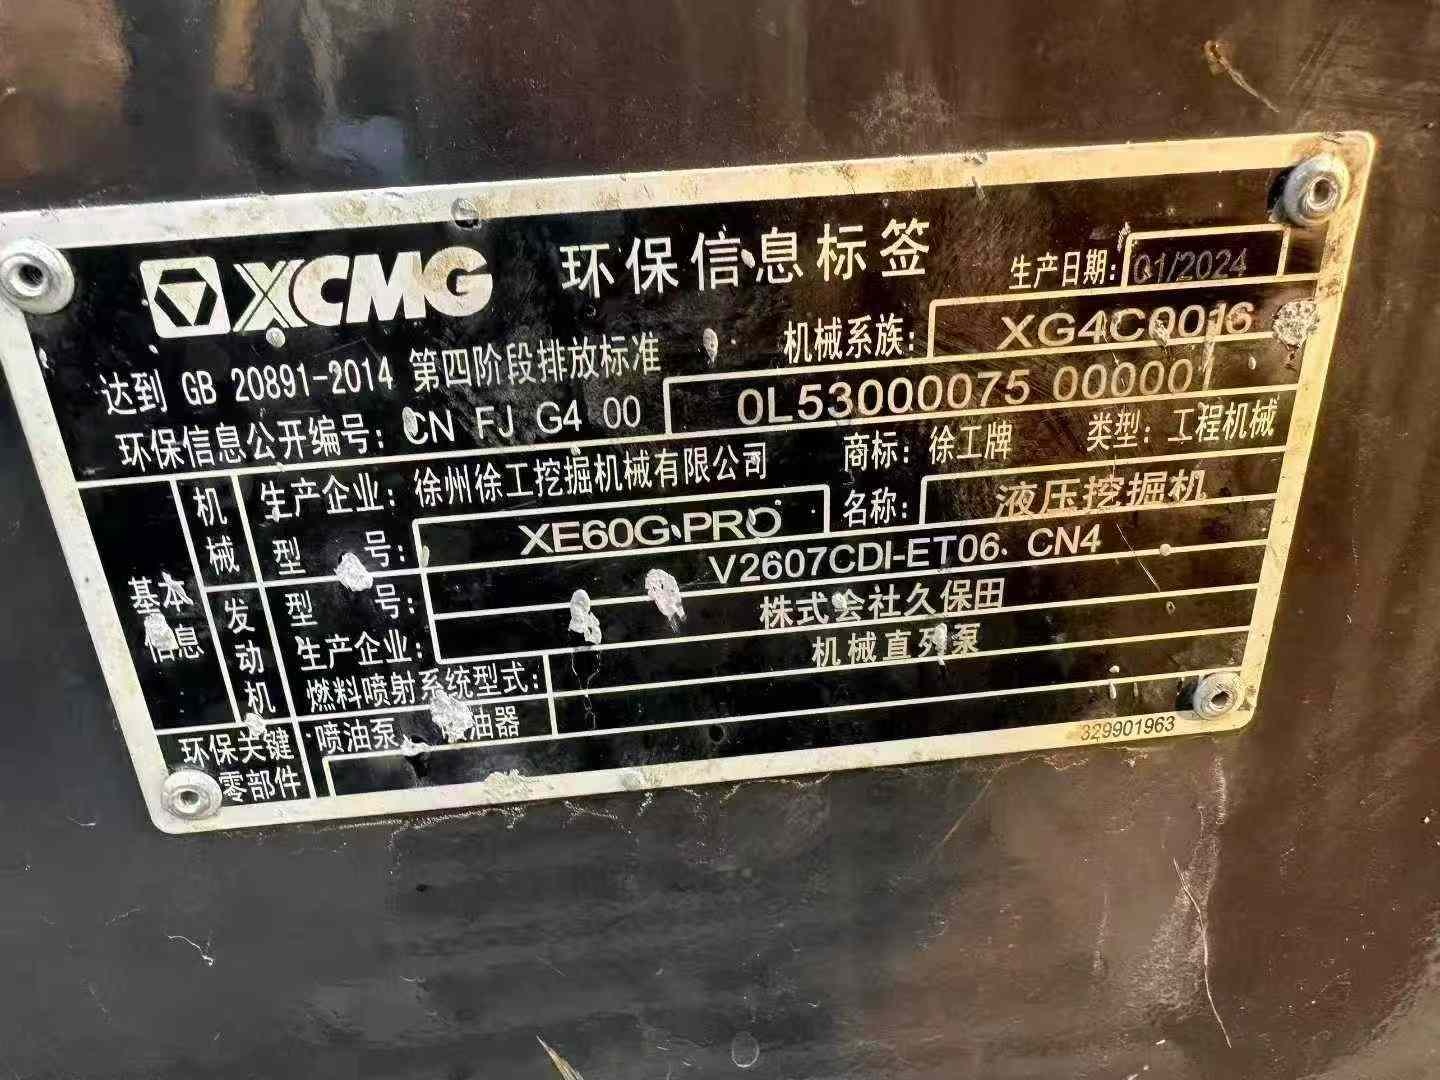 XCMG 环保信息标签 生产日期: 01/2024
达到 GB 20891-2014 第四阶段排放标准 机械系族: XG4C0016
环保信息公开编号: CN FJ G4 00 0L53000075 00000
基本信息
机械
生产企业: 徐州徐工挖掘机械有限公司 商标: 徐工牌 类型: 工程机械
型 号: XE60G PRO 名称: 液压挖掘机
发动机
型 号: V2607CDI-ET06 CN4
生产企业: 株式会社久保田
燃料喷射系统型式: 机械直列泵
环保关键零部件
喷油泵、喷油器
329901963